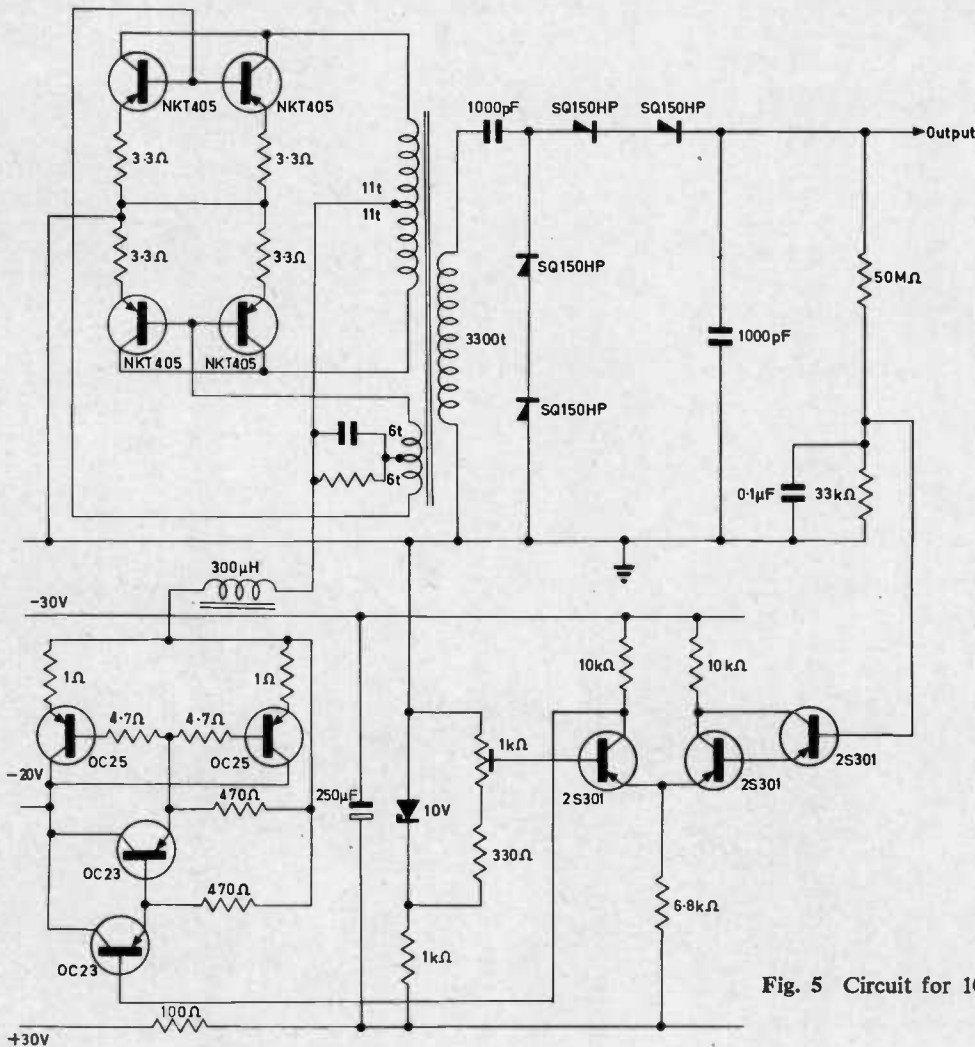 NKT405
NKT405
3·3Ω
3·3Ω
3·3Ω
3·3Ω
NKT405
NKT405
11t
11t
6t
6t
3300t
1000pF
SQ150HP
SQ150HP
Output
SQ150HP
SQ150HP
1000pF
50MΩ
0·1µF
33kΩ
300µH
-30V
1Ω
1Ω
4·7Ω
4·7Ω
OC25
OC25
-20V
470Ω
OC23
470Ω
OC23
100Ω
+30V
250µF
10V
1kΩ
330Ω
1kΩ
10kΩ
10kΩ
2S301
2S301
2S301
6·8kΩ
Fig. 5 Circuit for